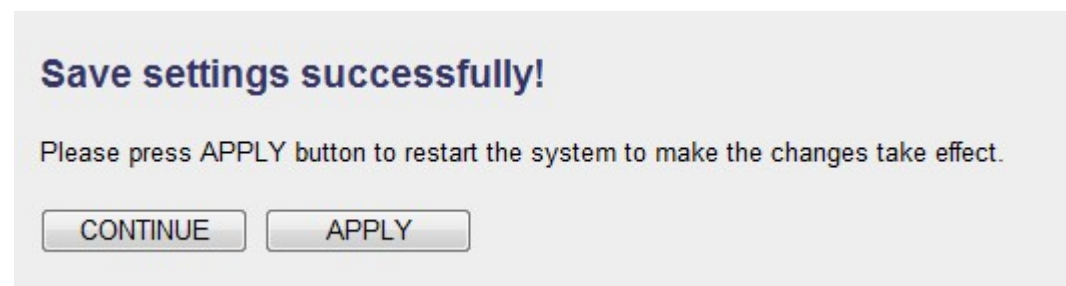 Save settings successfully!
Please press APPLY button to restart the system to make the changes take effect.
CONTINUE APPLY